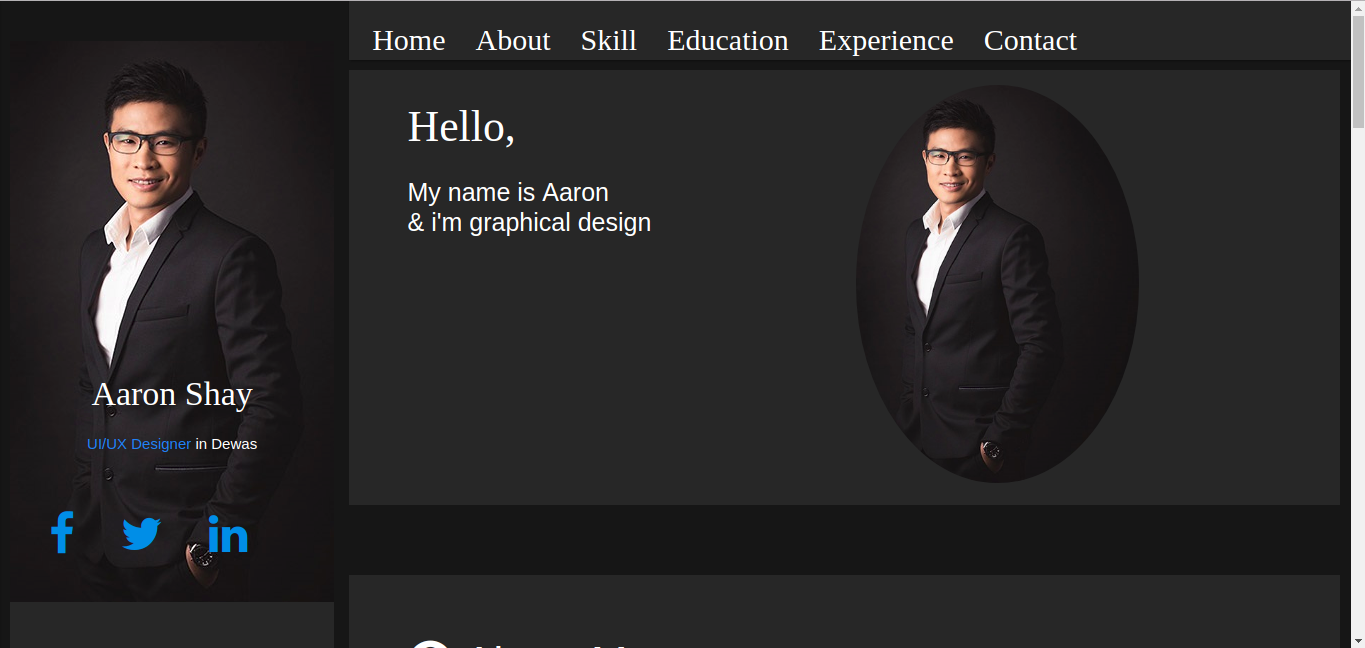 Home About Skill Education Experience Contact
Hello,
My name is Aaron
& i'm graphical design
Aaron Shay
UI/UX Designer in Dewas